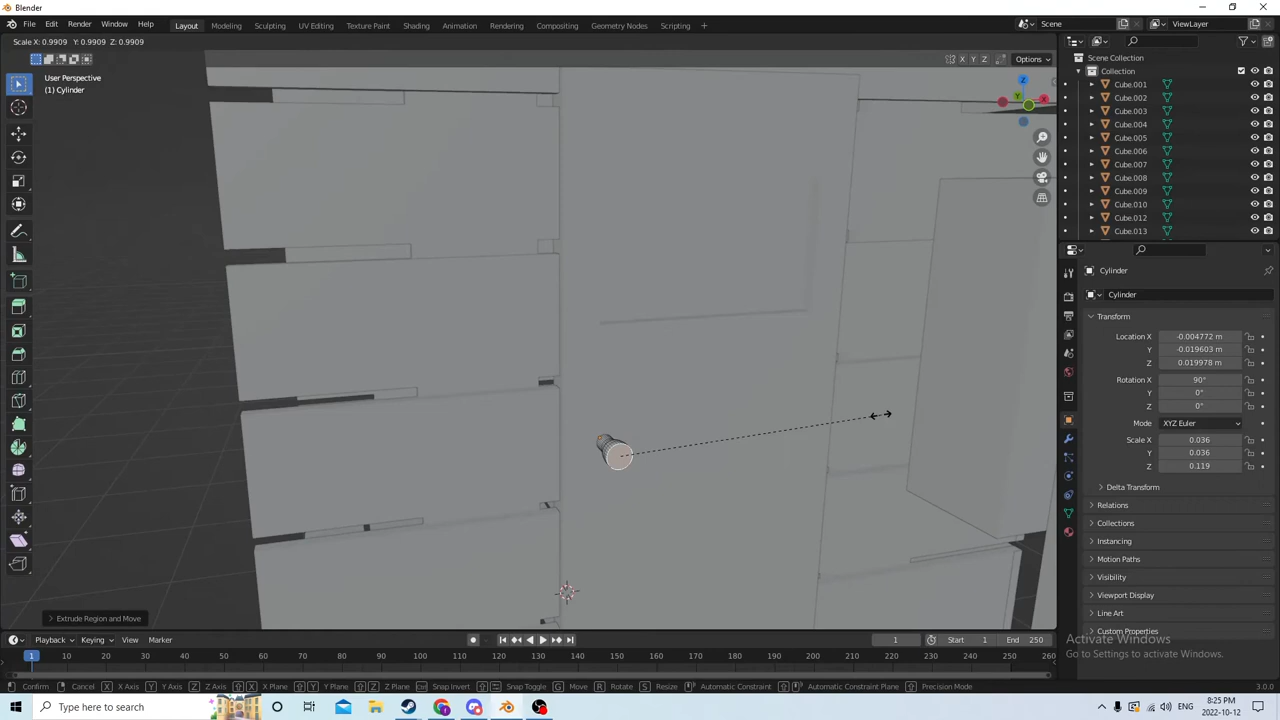 Blender
File Edit Render Window Help Layout Modeling Sculpting UV Editing Texture Paint Shading Animation Rendering Compositing Geometry Nodes Scripting + Scene ViewLayer
Scale X: 0.9909 Y: 0.9909 Z: 0.9909
X Y Z Options
User Perspective
(1) Cylinder
Z
Y
X
Scene Collection
Collection
Cube.001
Cube.002
Cube.003
Cube.004
Cube.005
Cube.006
Cube.007
Cube.008
Cube.009
Cube.010
Cube.012
Cube.013
Cylinder
Cylinder
Transform
Location X -0.004772 m
Y -0.019603 m
Z 0.019978 m
Rotation X 90°
Y 0°
Z 0°
Mode XYZ Euler
Scale X 0.036
Y 0.036
Z 0.119
Delta Transform
Relations
Collections
Instancing
Motion Paths
Visibility
Viewport Display
Line Art
Custom Properties
Activate Windows
Go to Settings to activate Windows.
Extrude Region and Move
Playback Keying View Marker 1 Start 1 End 250
1 10 20 30 40 50 60 70 80 90 100 110 120 130 140 150 160 170 180 190 200 210 220 230 240 250 26
Confirm Cancel X X Axis Y Y Axis Z Z Axis X X Plane Y Y Plane Z Z Plane Ctrl Snap Invert Snap Toggle G Move R Rotate S Resize Automatic Constraint Automatic Constraint Plane Precision Mode 3.0.0
Type here to search
ENG
8:25 PM
2022-10-12